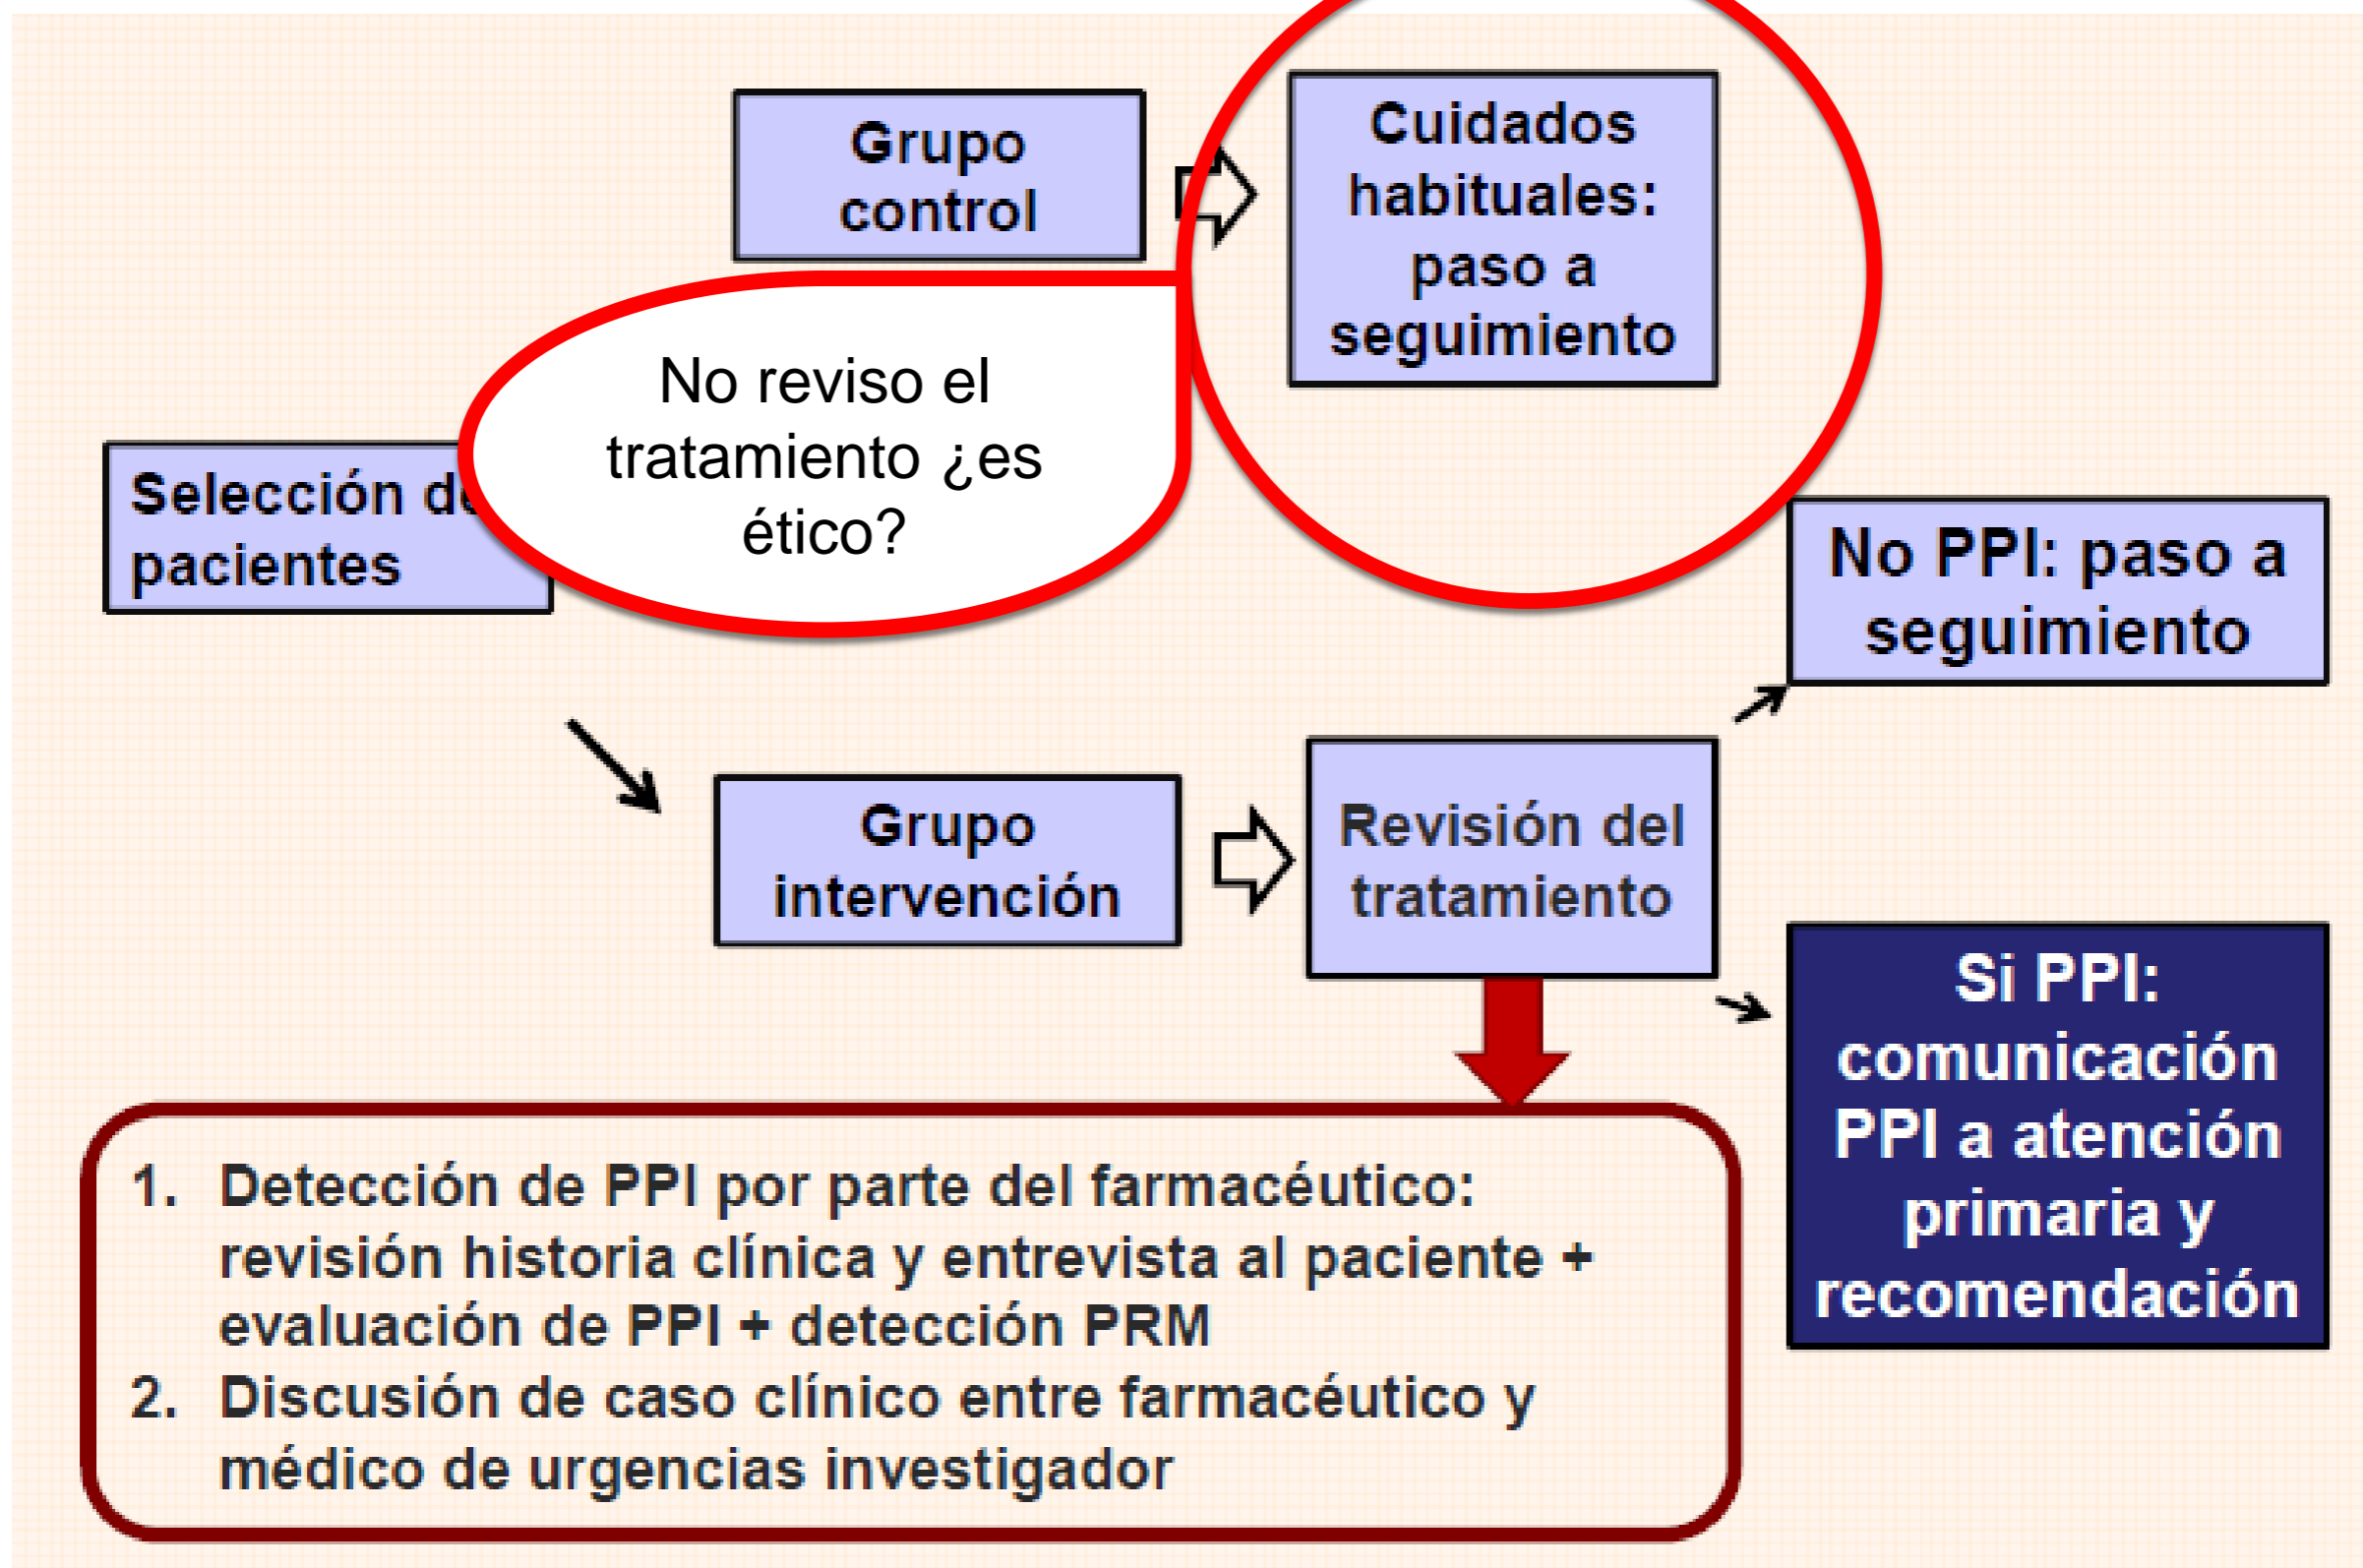 Grupo
control
Cuidados
habituales:
paso a
seguimiento
No reviso el
tratamiento ¿es
ético?
Selección de
pacientes
No PPI: paso a
seguimiento
Grupo
intervención
Revisión del
tratamiento
Si PPI:
comunicación
PPI a atención
primaria y
recomendación
1. Detección de PPI por parte del farmacéutico:
revisión historia clínica y entrevista al paciente +
evaluación de PPI + detección PRM
2. Discusión de caso clínico entre farmacéutico y
médico de urgencias investigador